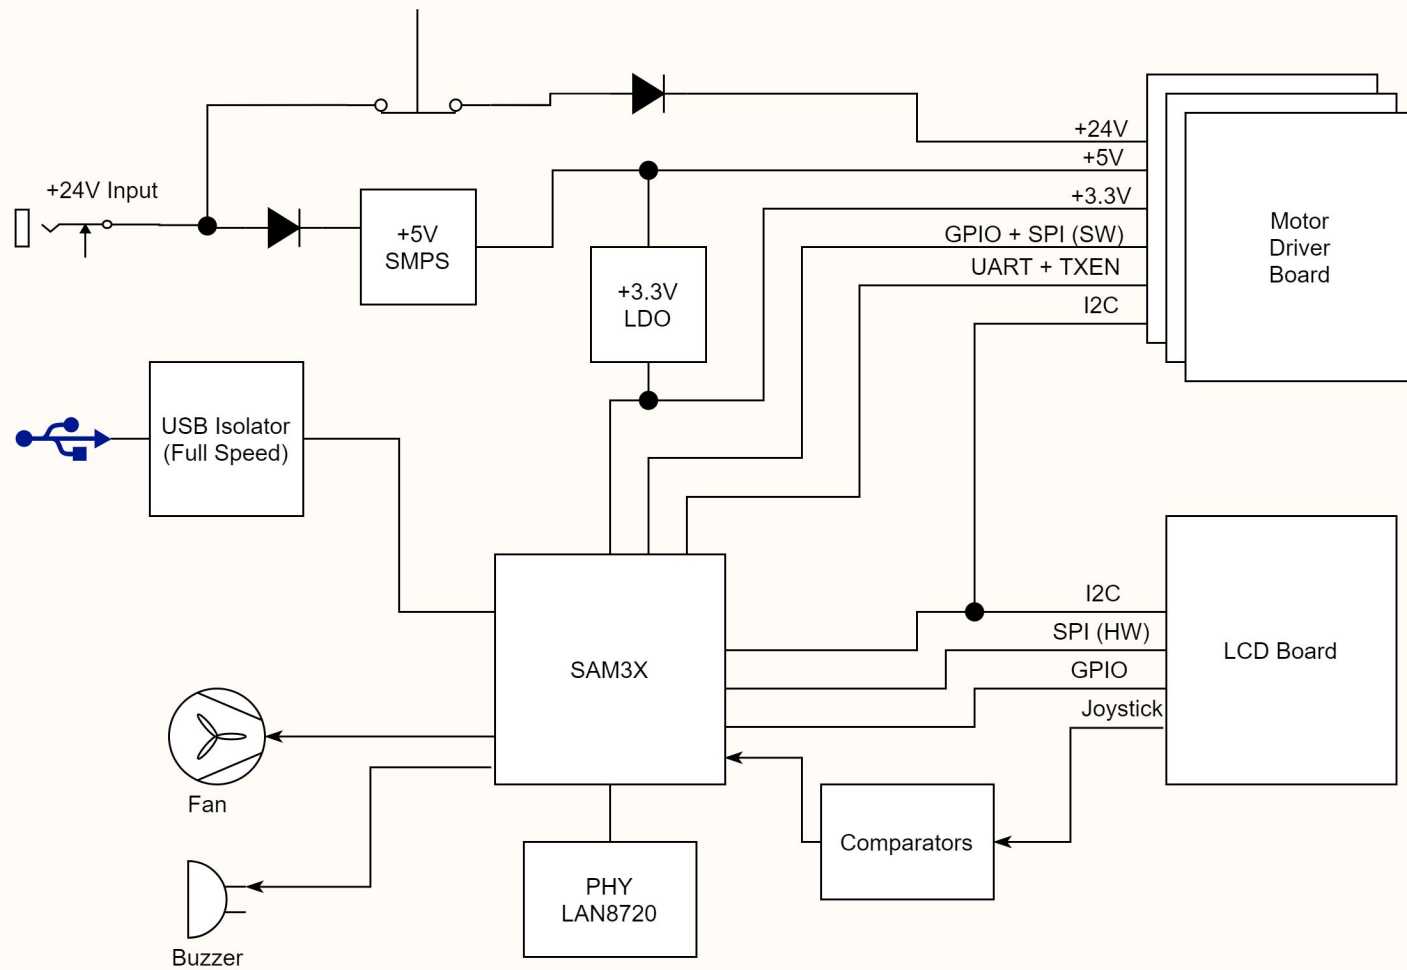 +24V
+5V
+24V Input
+3.3V
+5V
SMPS
GPIO + SPI (SW)
Motor
Driver
Board
UART + TXEN
+3.3V
LDO
I2C
USB Isolator
(Full Speed)
I2C
SPI (HW)
SAM3X
GPIO
LCD Board
Joystick
Fan
Comparators
PHY
LAN8720
Buzzer